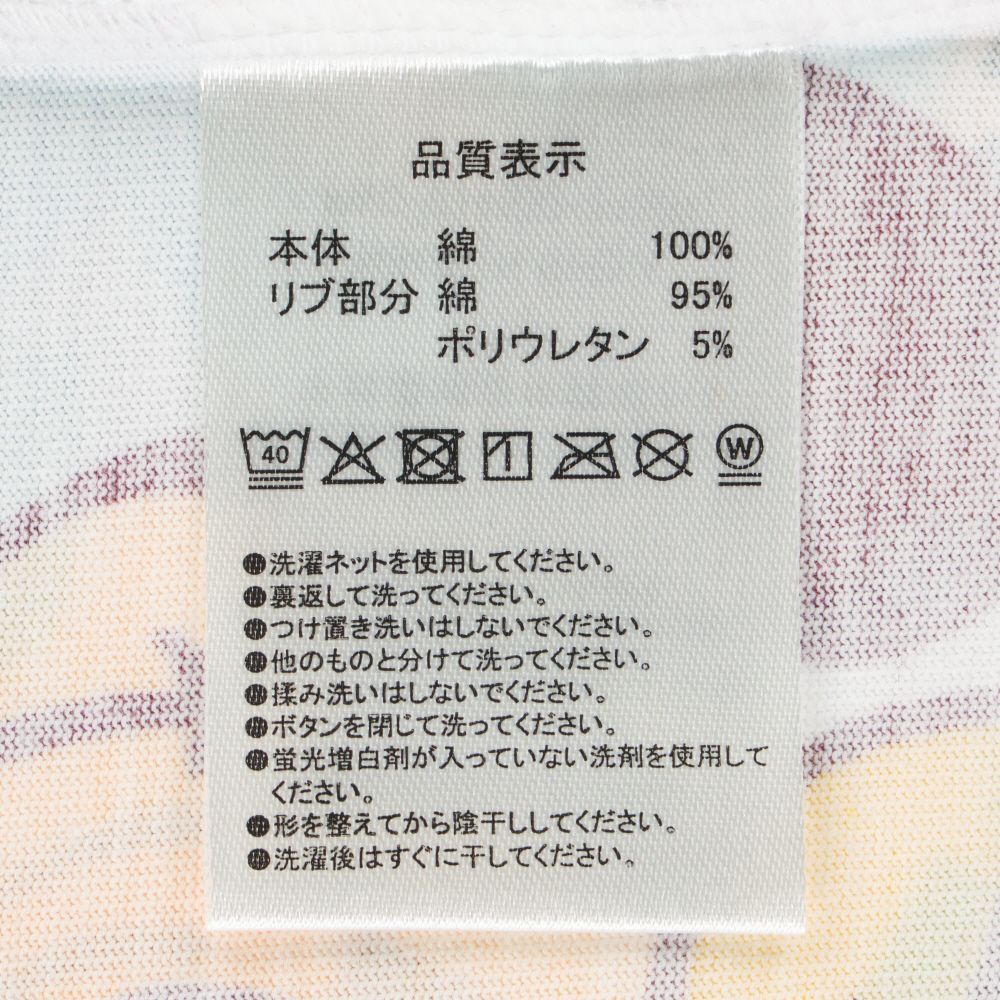 品質表示
本体 綿 100%
リブ部分 綿 95%
ポリウレタン 5%
40 W
●洗濯ネットを使用してください。
●裏返して洗ってください。
●つけ置き洗いはしないでください。
●他のものと分けて洗ってください。
●揉み洗いはしないでください。
●ボタンを閉じて洗ってください。
●蛍光増白剤が入っていない洗剤を使用して
ください。
●形を整えてから陰干ししてください。
●洗濯後はすぐに干してください。